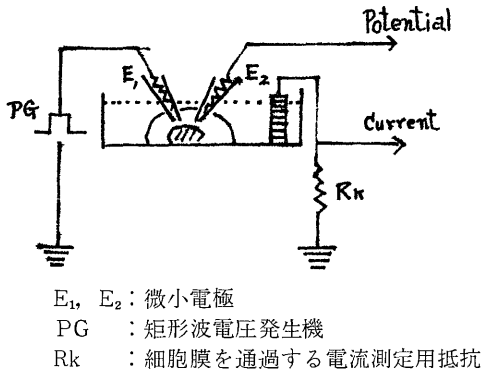 Potential
E₁
E₂
PG
Current
Rk
E₁, E₂：微小電極
PG ：矩形波電圧発生機
Rk ：細胞膜を通過する電流測定用抵抗